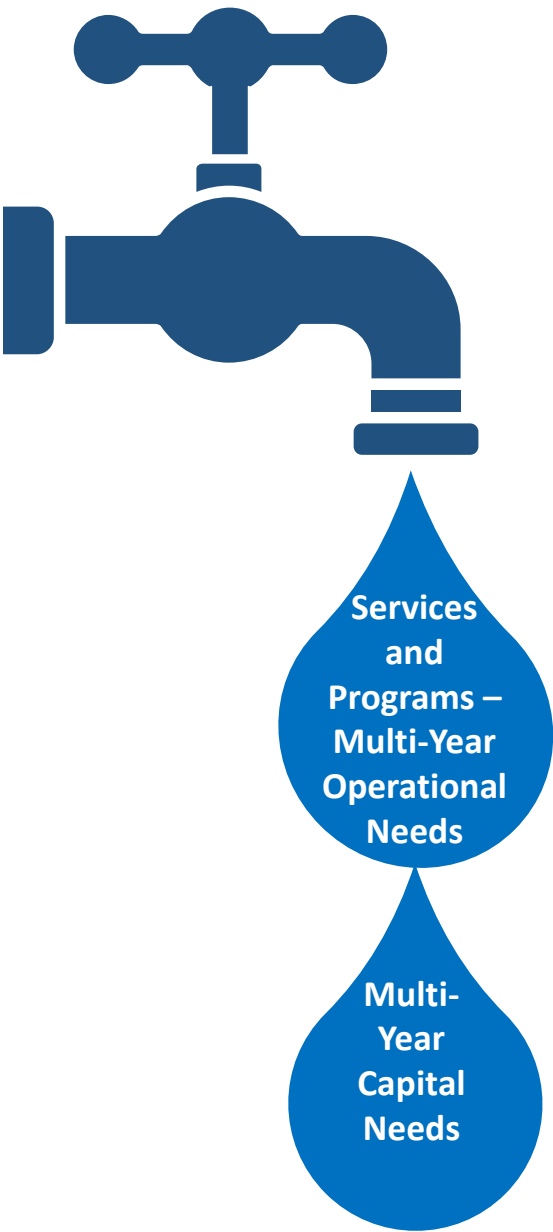 Services
and
Programs –
Multi-Year
Operational
Needs
Multi-
Year
Capital
Needs